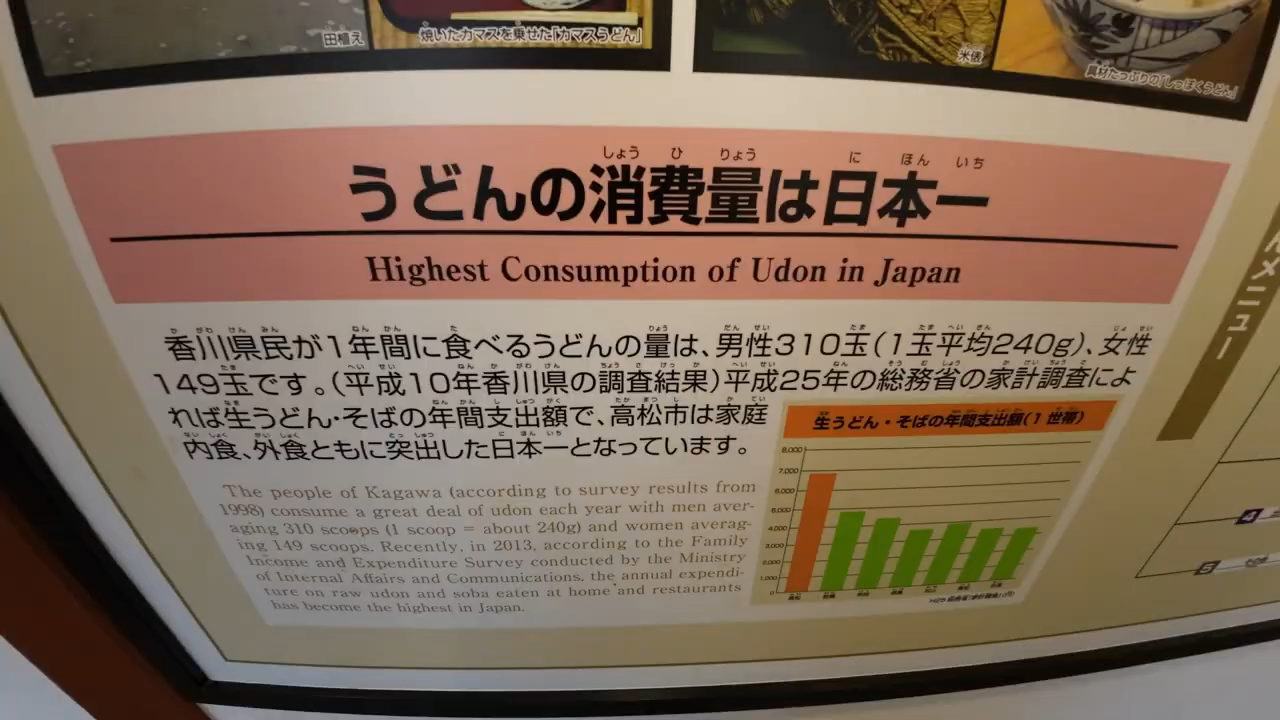 田植え
焼いたカマスを乗せた「カマスうどん」
米俵
具材たっぷりの「しっぽくうどん」
しょう ひ りょう に ほん いち
うどんの消費量は日本一
Highest Consumption of Udon in Japan
香川県民が1年間に食べるうどんの量は、男性310玉(1玉平均240g)、女性
149玉です。(平成10年香川県の調査結果)平成25年の総務省の家計調査によ
れば生うどん・そばの年間支出額で、高松市は家庭
内食、外食ともに突出した日本一となっています。
The people of Kagawa (according to survey results from
1998) consume a great deal of udon each year with men aver-
aging 310 scoops (1 scoop = about 240g) and women averag-
ing 149 scoops. Recently, in 2013, according to the Family
Income and Expenditure Survey conducted by the Ministry
of Internal Affairs and Communications, the annual expendi-
ture on raw udon and soba eaten at home and restaurants
has become the highest in Japan.
生うどん・そばの年間支出額(1世帯)
8,000
7,000
6,000
5,000
4,000
3,000
2,000
1,000
0
メニュー
4
5